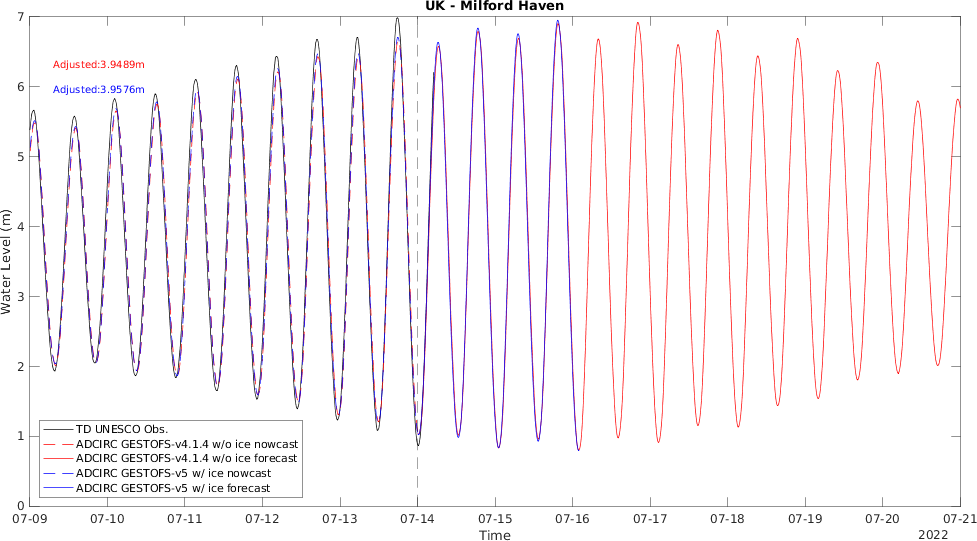 UK - Milford Haven
7
Adjusted:3.9489m
6
Adjusted:3.9576m
5
4
Water Level (m)
3
2
1
0
TD UNESCO Obs.
ADCIRC GESTOFS-v4.1.4 w/o ice nowcast
ADCIRC GESTOFS-v4.1.4 w/o ice forecast
ADCIRC GESTOFS-v5 w/ ice nowcast
ADCIRC GESTOFS-v5 w/ ice forecast
07-09 07-10 07-11 07-12 07-13 07-14 07-15 07-16 07-17 07-18 07-19 07-20 07-21
Time
2022